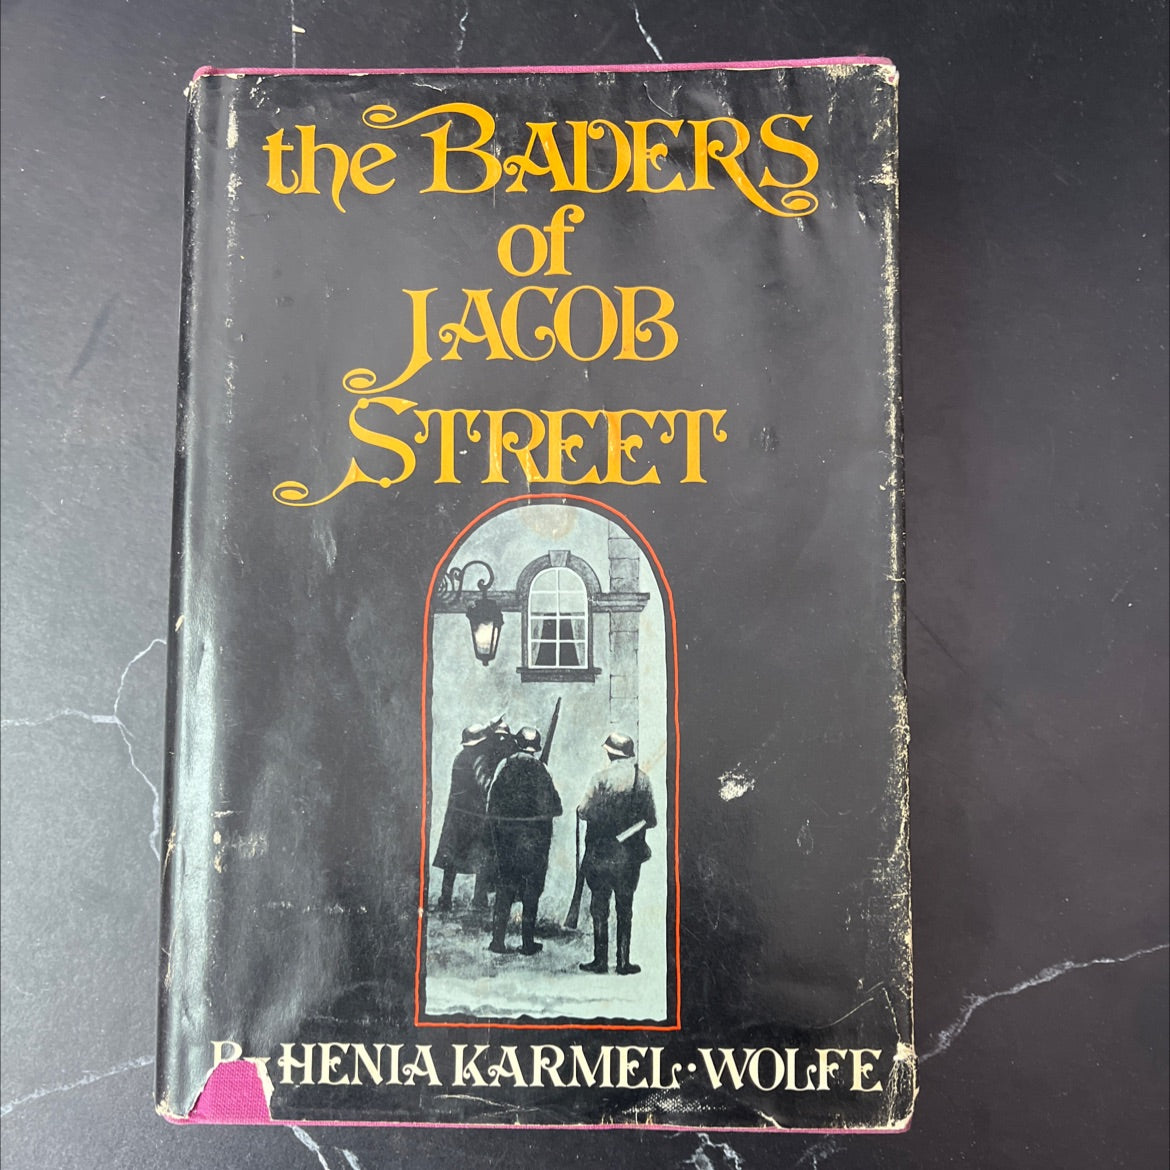 the BADERS
of
JACOB
STREET
HENIA KARMEL-WOLFE